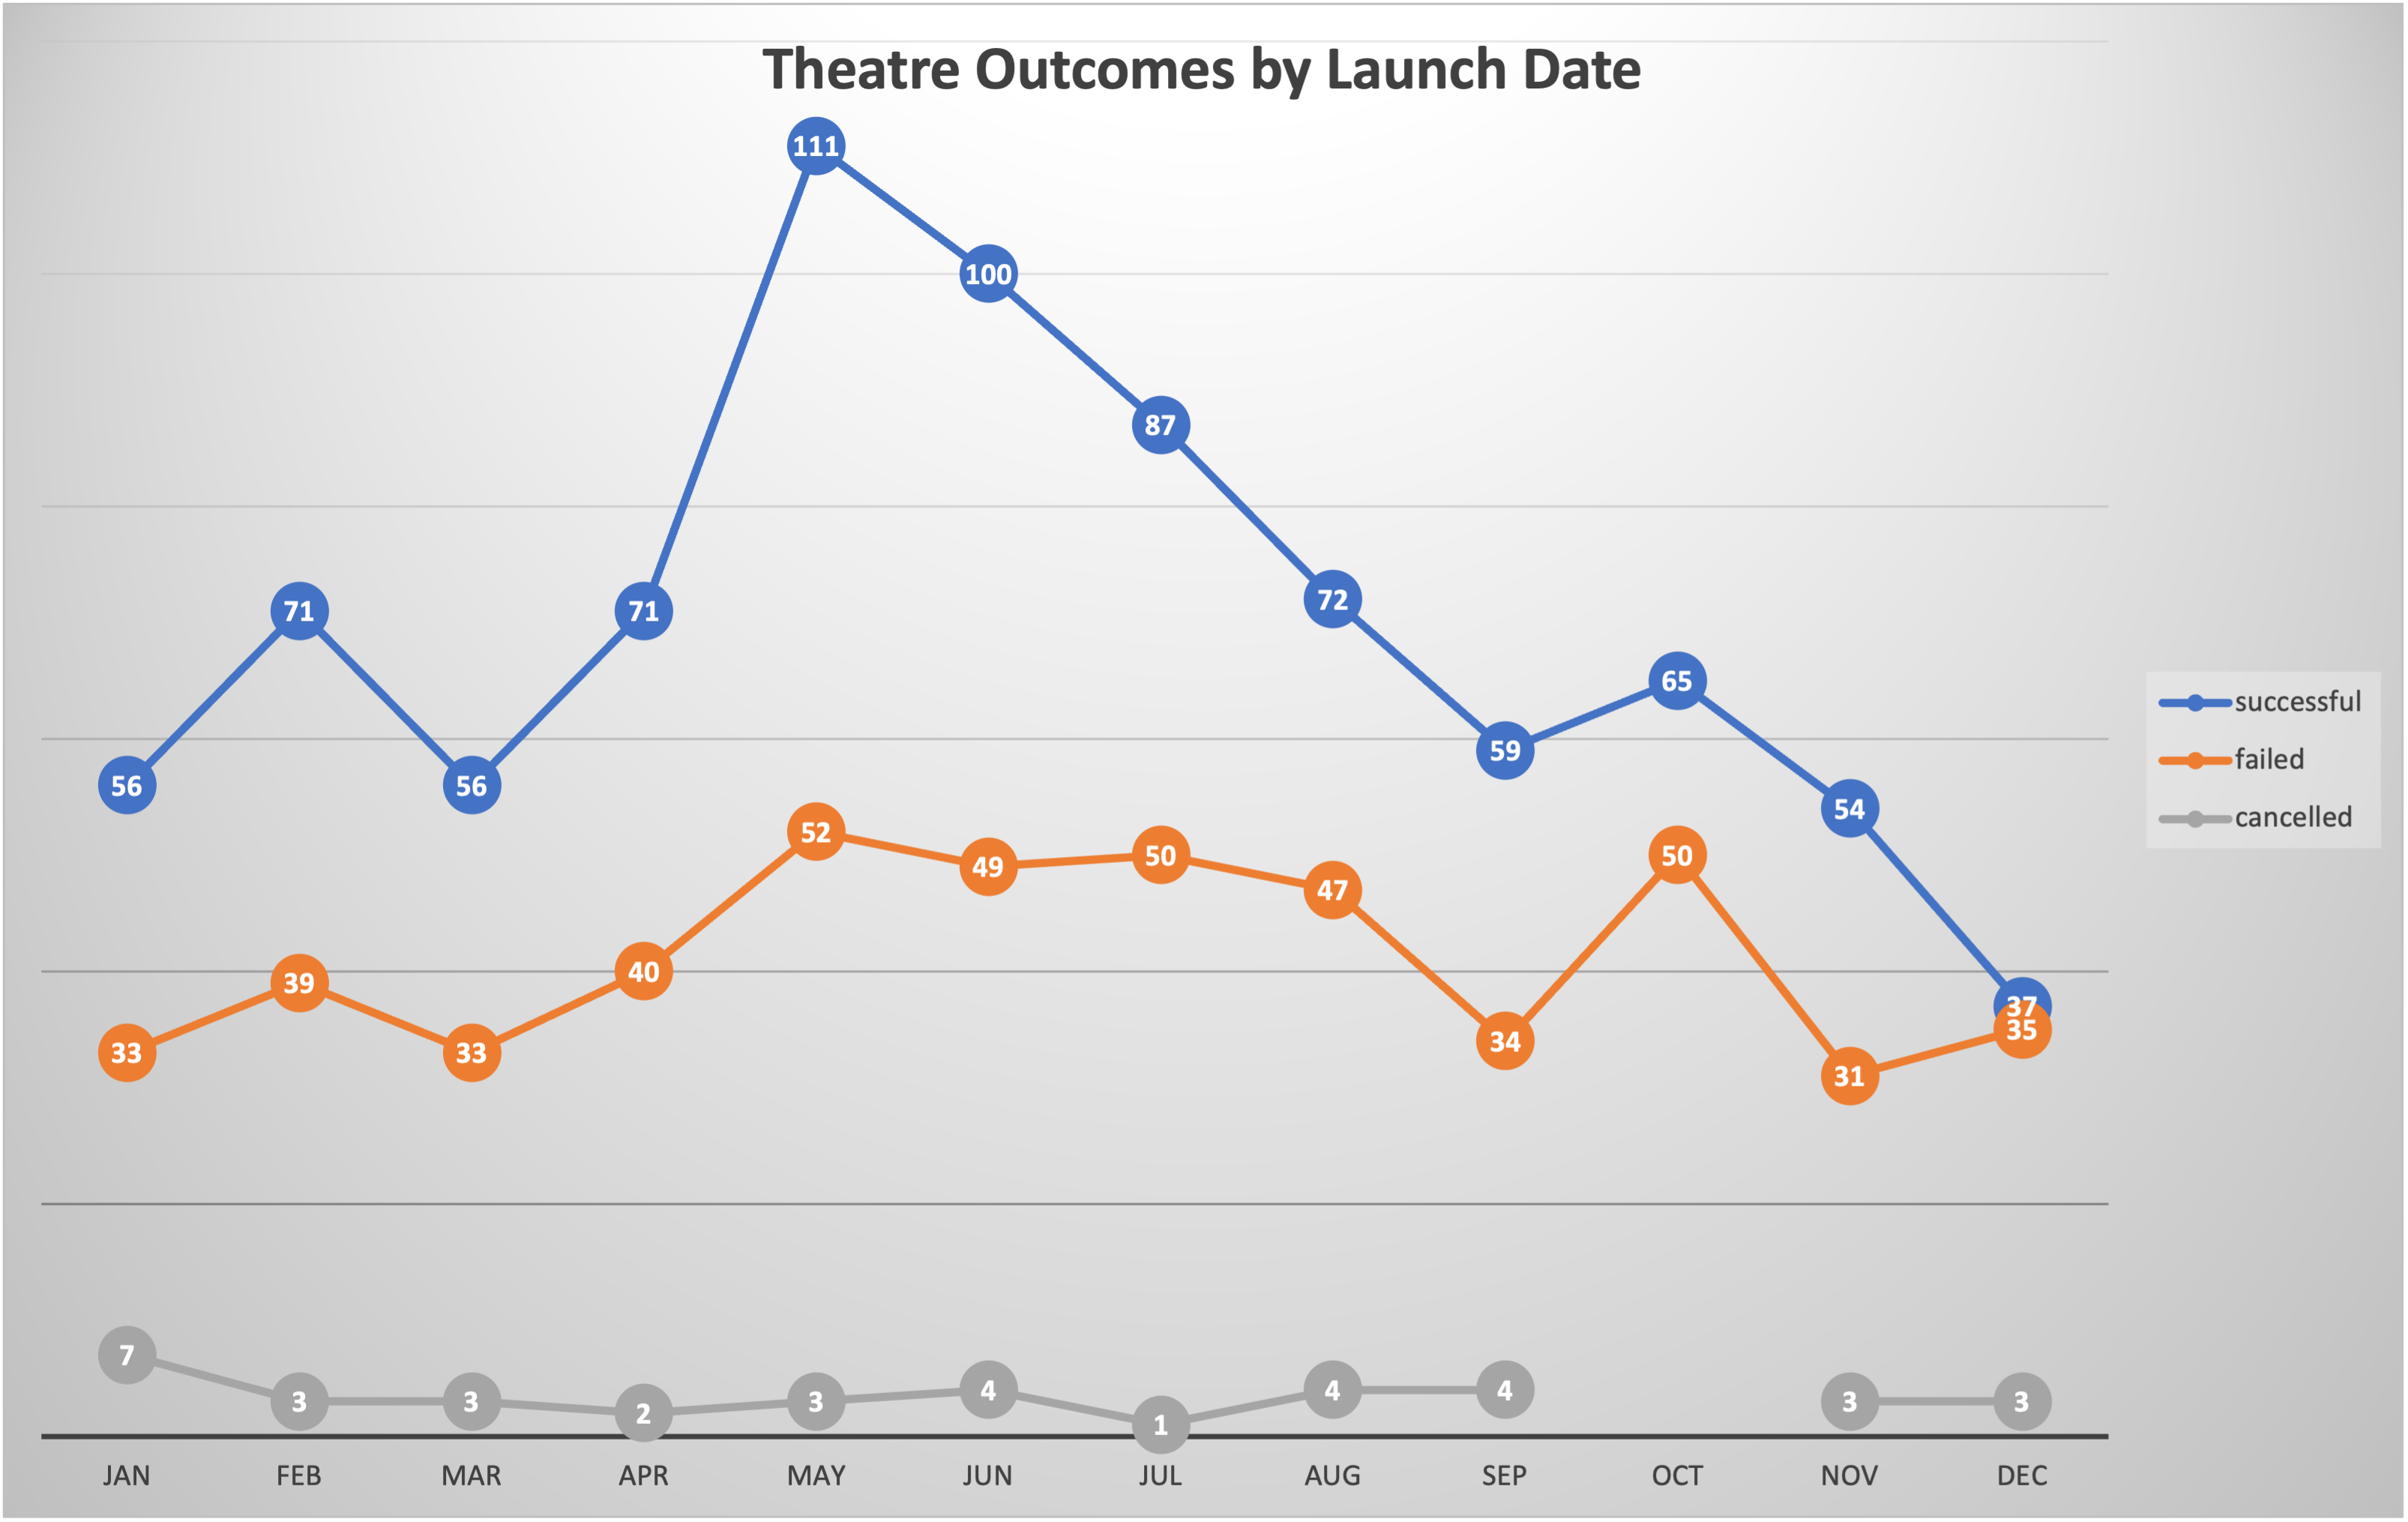 Theatre Outcomes by Launch Date
111
100
87
71 71 72
65
59
56 56 54
52 49 50 47 50
37
39 40 35
33 33 34 31
7 3 3 2 3 4 1 4 4 3 3
JAN FEB MAR APR MAY JUN JUL AUG SEP OCT NOV DEC
successful
failed
cancelled